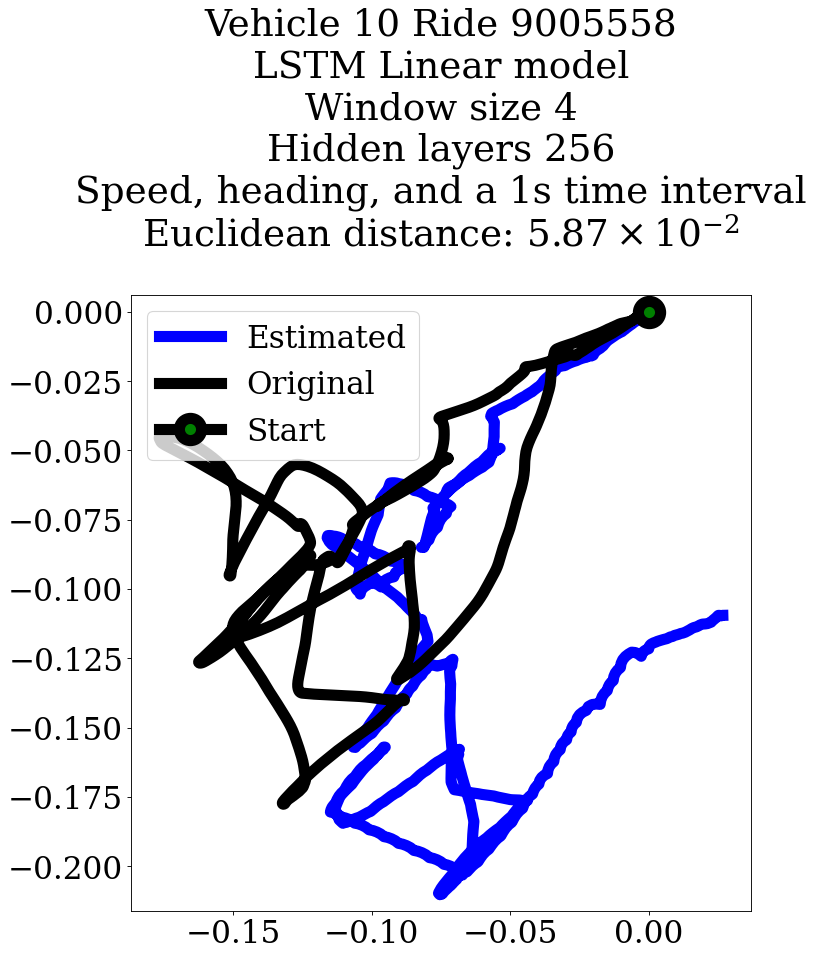 Vehicle 10 Ride 9005558
LSTM Linear model
Window size 4
Hidden layers 256
Speed, heading, and a 1s time interval
Euclidean distance: 5.87 × 10⁻²
Estimated
Original
Start
0.000
−0.025
−0.050
−0.075
−0.100
−0.125
−0.150
−0.175
−0.200
−0.15 −0.10 −0.05 0.00